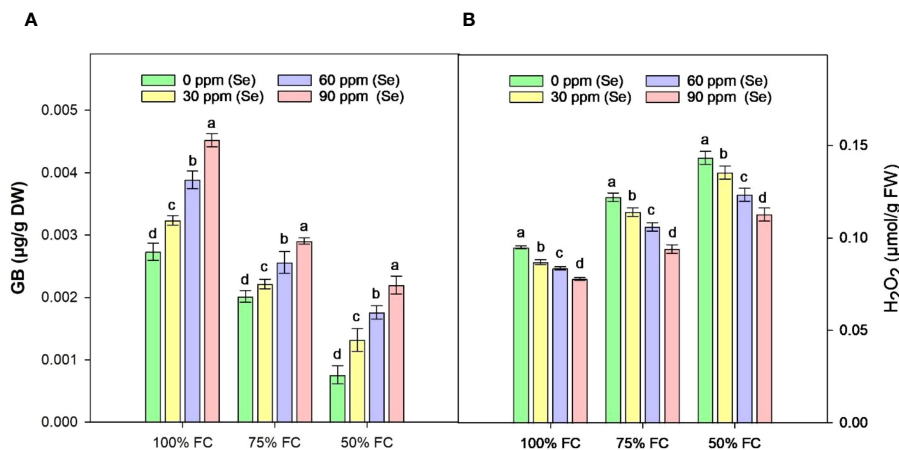 A
B
0 ppm (Se) 60 ppm (Se)
30 ppm (Se) 90 ppm (Se)
0.005
0.004
0.003
0.002
0.001
0.000
GB (µg/g DW)
d c b a
d c b a
d c b a
100% FC 75% FC 50% FC
0 ppm (Se) 60 ppm (Se)
30 ppm (Se) 90 ppm (Se)
a b c d
a b c d
a b c d
100% FC 75% FC 50% FC
0.15
0.10
0.05
0.00
H₂O₂ (µmol/g FW)